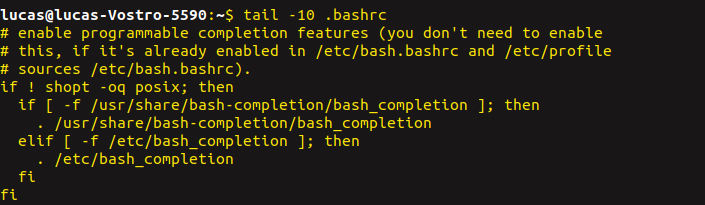 lucas@lucas-Vostro-5590:~$ tail -10 .bashrc
# enable programmable completion features (you don't need to enable
# this, if it's already enabled in /etc/bash.bashrc and /etc/profile
# sources /etc/bash.bashrc).
if ! shopt -oq posix; then
  if [ -f /usr/share/bash-completion/bash_completion ]; then
    . /usr/share/bash-completion/bash_completion
  elif [ -f /etc/bash_completion ]; then
    . /etc/bash_completion
  fi
fi